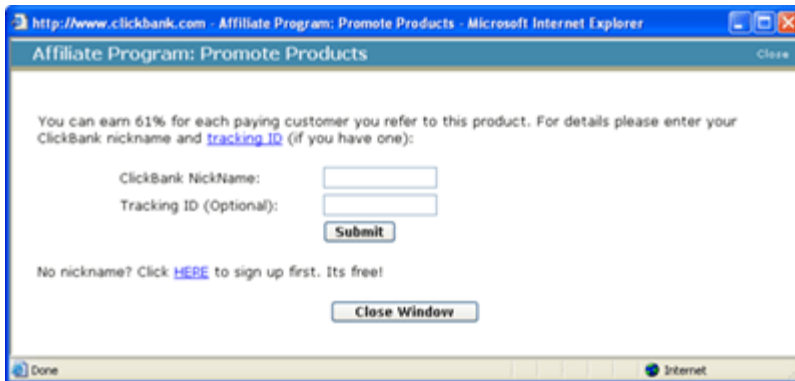 http://www.clickbank.com - Affiliate Program: Promote Products - Microsoft Internet Explorer
Affiliate Program: Promote Products
Close
You can earn 61% for each paying customer you refer to this product. For details please enter your
ClickBank nickname and tracking ID (if you have one):
ClickBank NickName:
Tracking ID (Optional):
Submit
No nickname? Click HERE to sign up first. Its free!
Close Window
Done
Internet